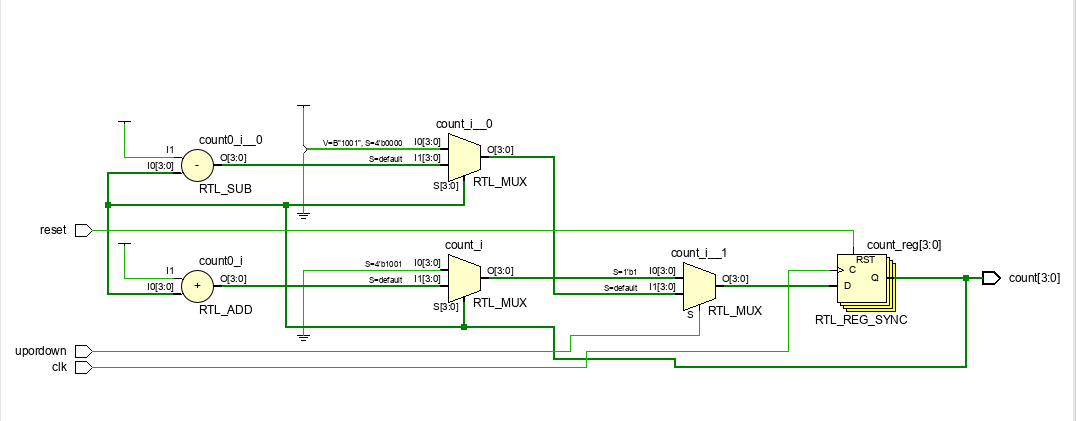 count_i__0
count0_i__0
V=B"1001", S=4'b0000
I0[3:0]
O[3:0]
I1
O[3:0]
S=default
I1[3:0]
I0[3:0]
-
RTL_SUB
S[3:0]
RTL_MUX
reset
count_reg[3:0]
count_i
count_i__1
RST
count0_i
S=4'b1001
I0[3:0]
O[3:0]
S=1'b1
I0[3:0]
O[3:0]
C
Q
count[3:0]
I1
O[3:0]
S=default
I1[3:0]
S=default
I1[3:0]
D
I0[3:0]
+
RTL_ADD
S[3:0]
RTL_MUX
S
RTL_MUX
RTL_REG_SYNC
upordown
clk